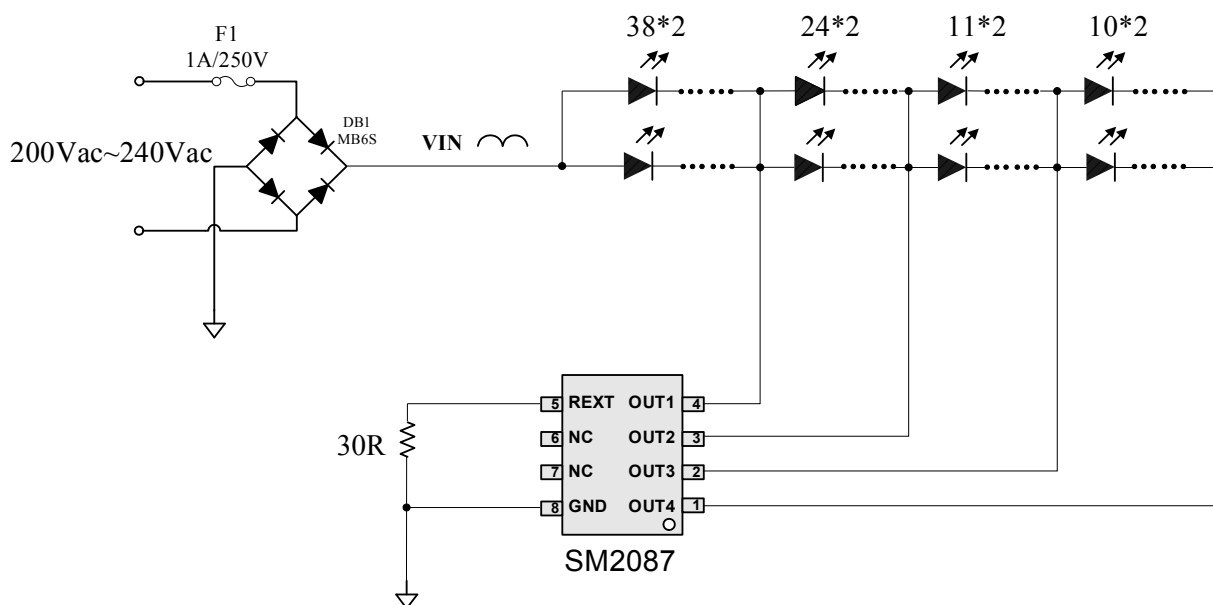 38*2 24*2 11*2 10*2
F1
1A/250V
DB1
MB6S
200Vac~240Vac
VIN
5 REXT OUT1 4
6 NC OUT2 3
7 NC OUT3 2
8 GND OUT4 1
30R
SM2087